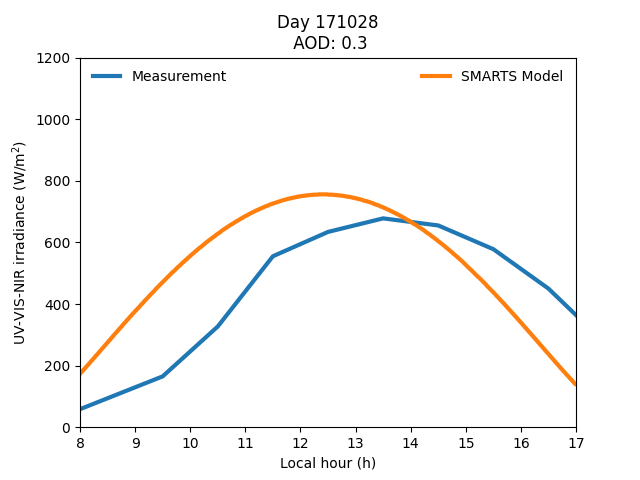 Day 171028
AOD: 0.3
Measurement
SMARTS Model
UV-VIS-NIR irradiance (W/m²)
1200
1000
800
600
400
200
0
8 9 10 11 12 13 14 15 16 17
Local hour (h)